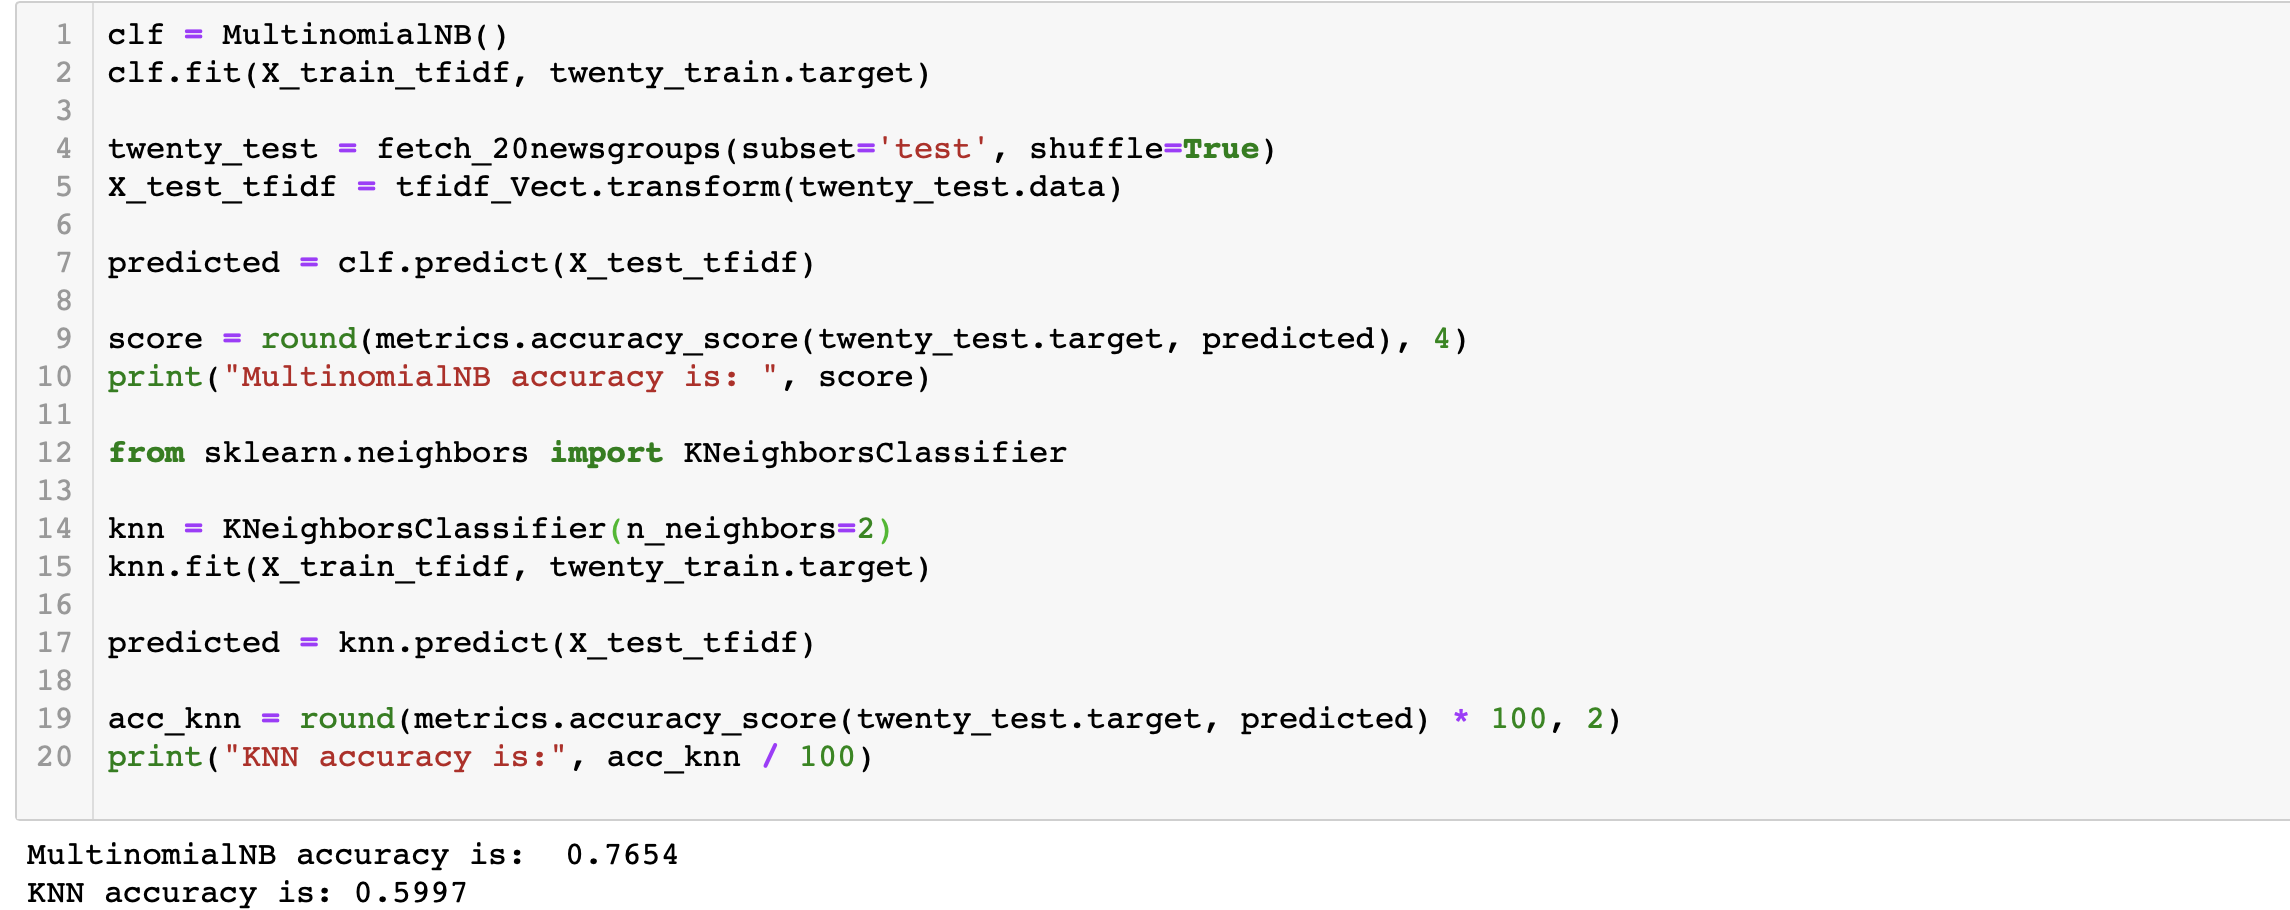 1 clf = MultinomialNB()
2 clf.fit(X_train_tfidf, twenty_train.target)
3
4 twenty_test = fetch_20newsgroups(subset='test', shuffle=True)
5 X_test_tfidf = tfidf_Vect.transform(twenty_test.data)
6
7 predicted = clf.predict(X_test_tfidf)
8
9 score = round(metrics.accuracy_score(twenty_test.target, predicted), 4)
10 print("MultinomialNB accuracy is: ", score)
11
12 from sklearn.neighbors import KNeighborsClassifier
13
14 knn = KNeighborsClassifier(n_neighbors=2)
15 knn.fit(X_train_tfidf, twenty_train.target)
16
17 predicted = knn.predict(X_test_tfidf)
18
19 acc_knn = round(metrics.accuracy_score(twenty_test.target, predicted) * 100, 2)
20 print("KNN accuracy is:", acc_knn / 100)
MultinomialNB accuracy is:  0.7654
KNN accuracy is: 0.5997